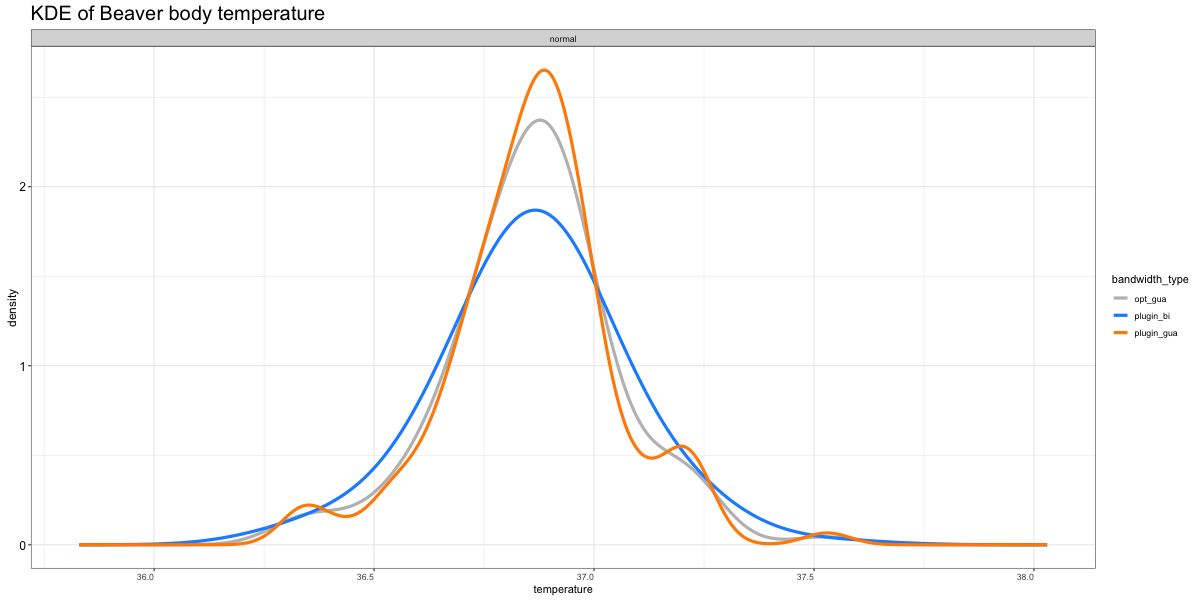 KDE of Beaver body temperature
normal
density
2
1
0
36.0 36.5 37.0 37.5 38.0
temperature
bandwidth_type
opt_gua
plugin_bi
plugin_gua